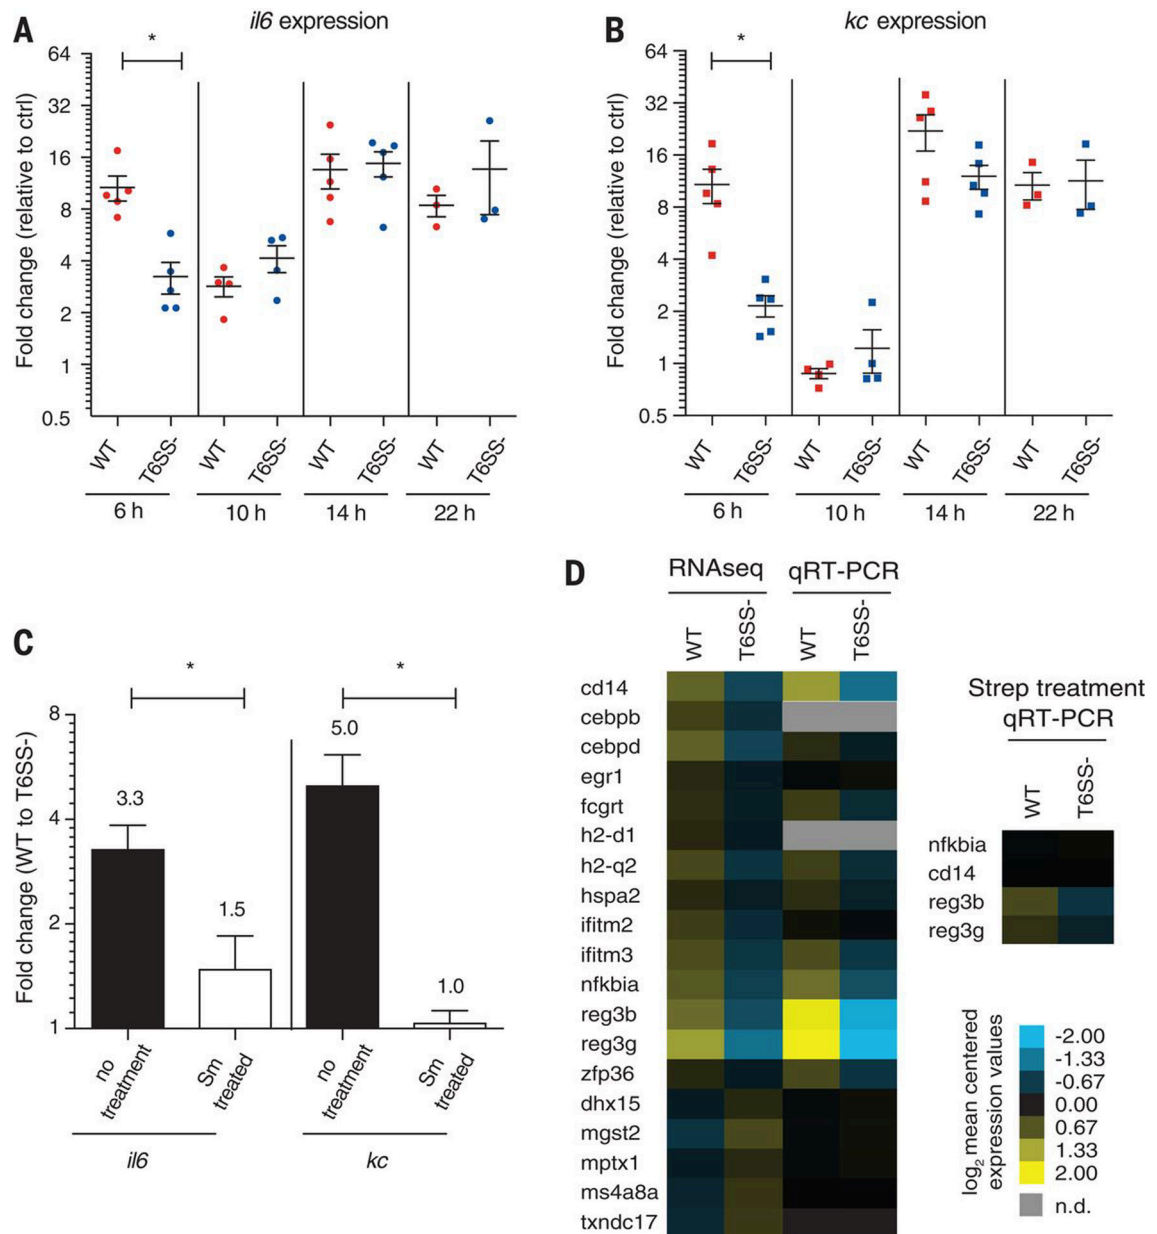 A
il6 expression
*
Fold change (relative to ctrl)
64
32
16
8
4
2
1
0.5
WT
T6SS-
WT
T6SS-
WT
T6SS-
WT
T6SS-
6 h
10 h
14 h
22 h
B
kc expression
*
Fold change (relative to ctrl)
64
32
16
8
4
2
1
0.5
WT
T6SS-
WT
T6SS-
WT
T6SS-
WT
T6SS-
6 h
10 h
14 h
22 h
C
*
*
Fold change (WT to T6SS-)
8
4
2
1
3.3
1.5
5.0
1.0
no
treatment
Sm
treated
no
treatment
Sm
treated
il6
kc
D
RNAseq
qRT-PCR
WT
T6SS-
WT
T6SS-
cd14
cebpb
cebpd
egr1
fcgrt
h2-d1
h2-q2
hspa2
ifitm2
ifitm3
nfkbia
reg3b
reg3g
zfp36
dhx15
mgst2
mptx1
ms4a8a
txndc17
Strep treatment
qRT-PCR
WT
T6SS-
nfkbia
cd14
reg3b
reg3g
log2 mean centered
expression values
-2.00
-1.33
-0.67
0.00
0.67
1.33
2.00
n.d.